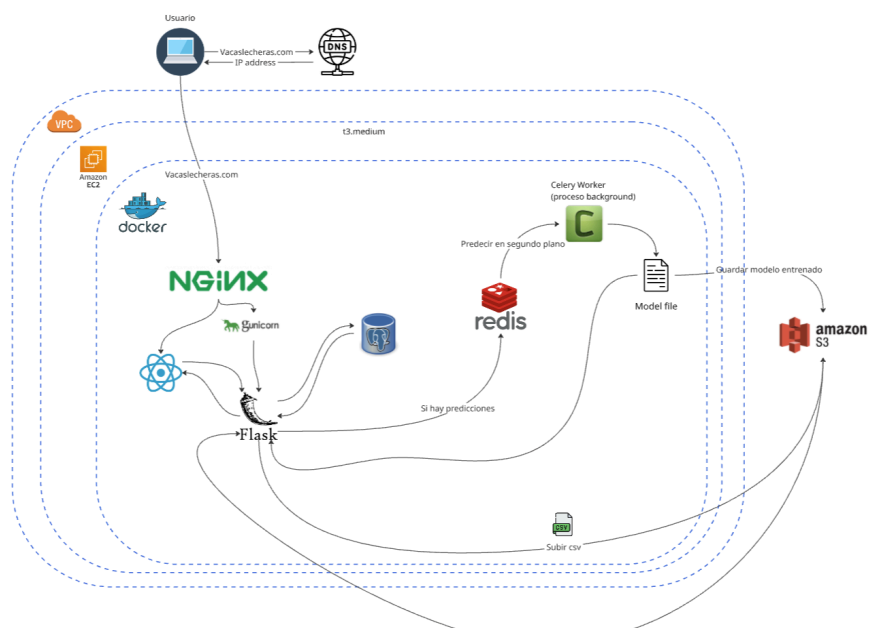 Usuario
DNS
Vacaslecheras.com
IP address
VPC
t3.medium
Amazon
EC2
Vacaslecheras.com
docker
Celery Worker
(proceso background)
C
Predecir en segundo plano
NGINX
Guardar modelo entrenado
Model file
redis
gunicorn
amazon
S3
Si hay predicciones
Flask
CSV
Subir csv